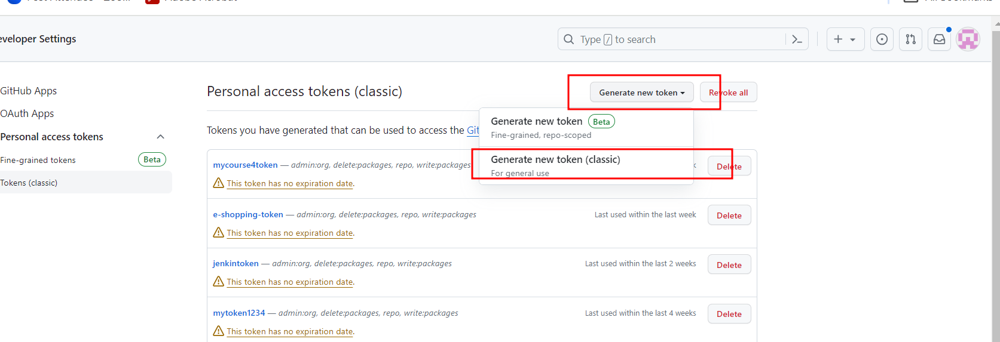 eveloper Settings
Type / to search
GitHub Apps
OAuth Apps
Personal access tokens
Fine-grained tokens Beta
Tokens (classic)
Personal access tokens (classic)
Generate new token
Revoke all
Tokens you have generated that can be used to access the Git
Generate new token Beta
Fine-grained, repo-scoped
Generate new token (classic)
For general use
mycourse4token — admin:org, delete:packages, repo, write:packages
k
Delete
This token has no expiration date.
e-shopping-token — admin:org, delete:packages, repo, write:packages
Last used within the last week
Delete
This token has no expiration date.
jenkintoken — admin:org, delete:packages, repo, write:packages
Last used within the last 2 weeks
Delete
This token has no expiration date.
mytoken1234 — admin:org, delete:packages, repo, write:packages
Last used within the last 4 weeks
Delete
This token has no expiration date.